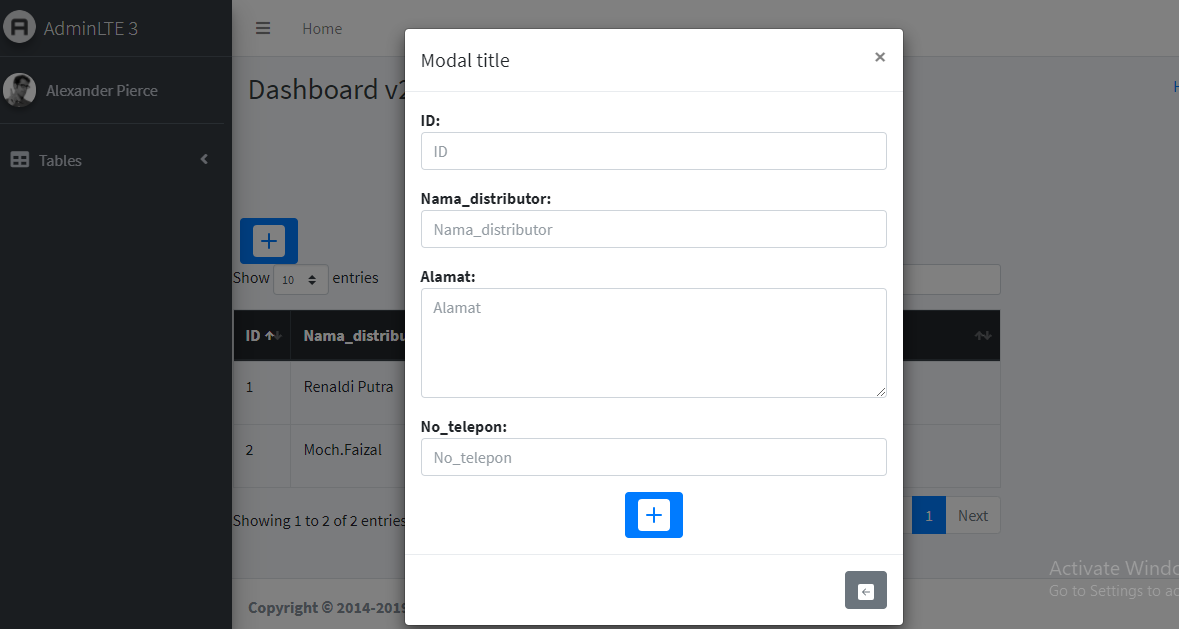 AdminLTE 3
Alexander Pierce
Tables
Home
Dashboard v2
Show 10 entries
ID Nama_distribu
1 Renaldi Putra
2 Moch.Faizal
Showing 1 to 2 of 2 entries
1 Next
Copyright © 2014-2019
Modal title ×
ID:
ID
Nama_distributor:
Nama_distributor
Alamat:
Alamat
No_telepon:
No_telepon
Activate Windo
Go to Settings to ac